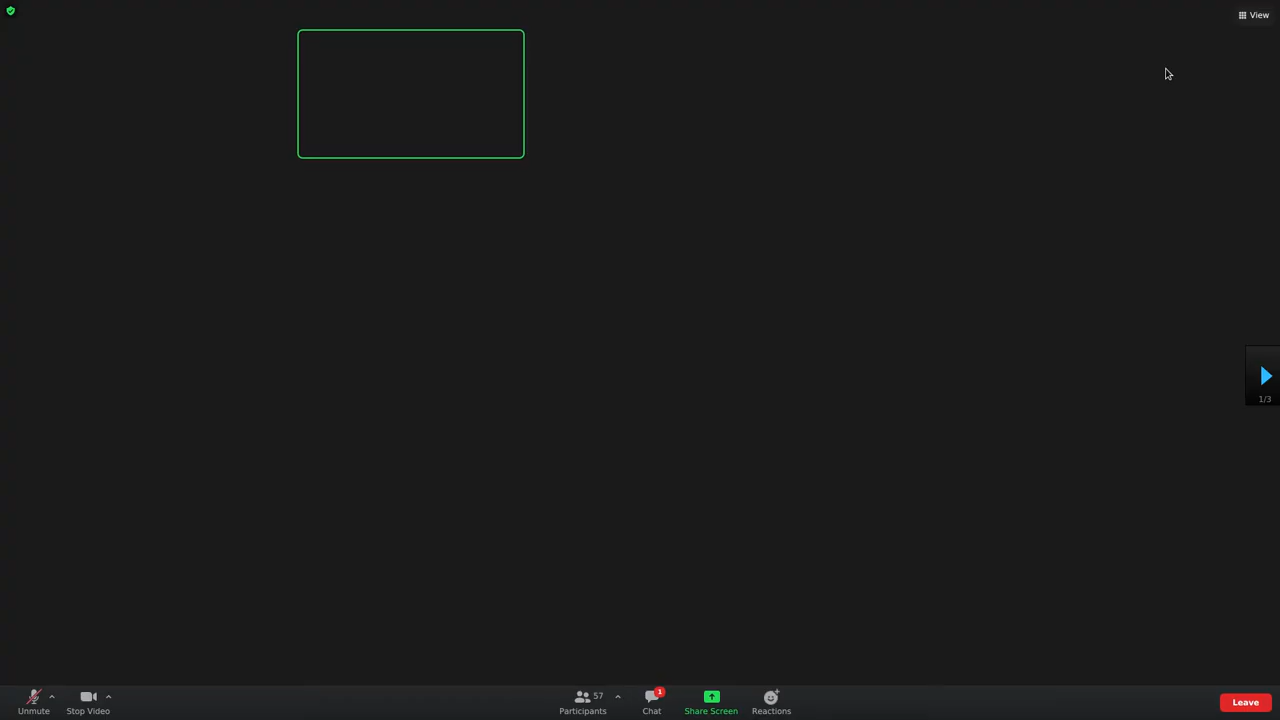 View
1/3
Unmute
Stop Video
57
Participants
1
Chat
Share Screen
Reactions
Leave